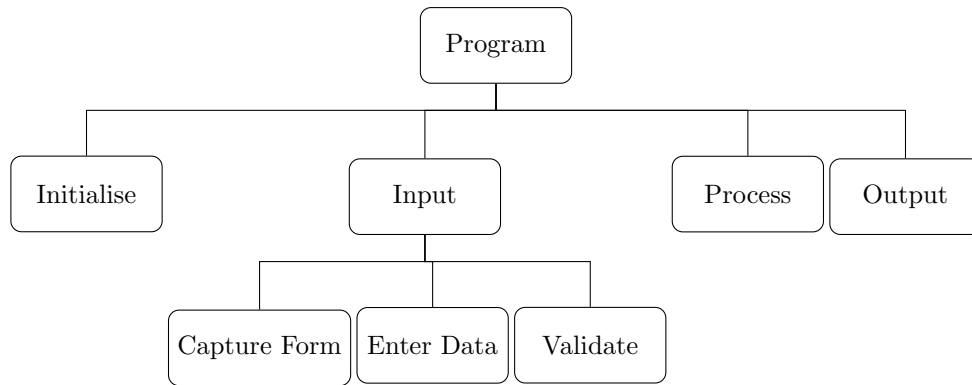 Program
Initialise
Input
Process
Output
Capture Form
Enter Data
Validate